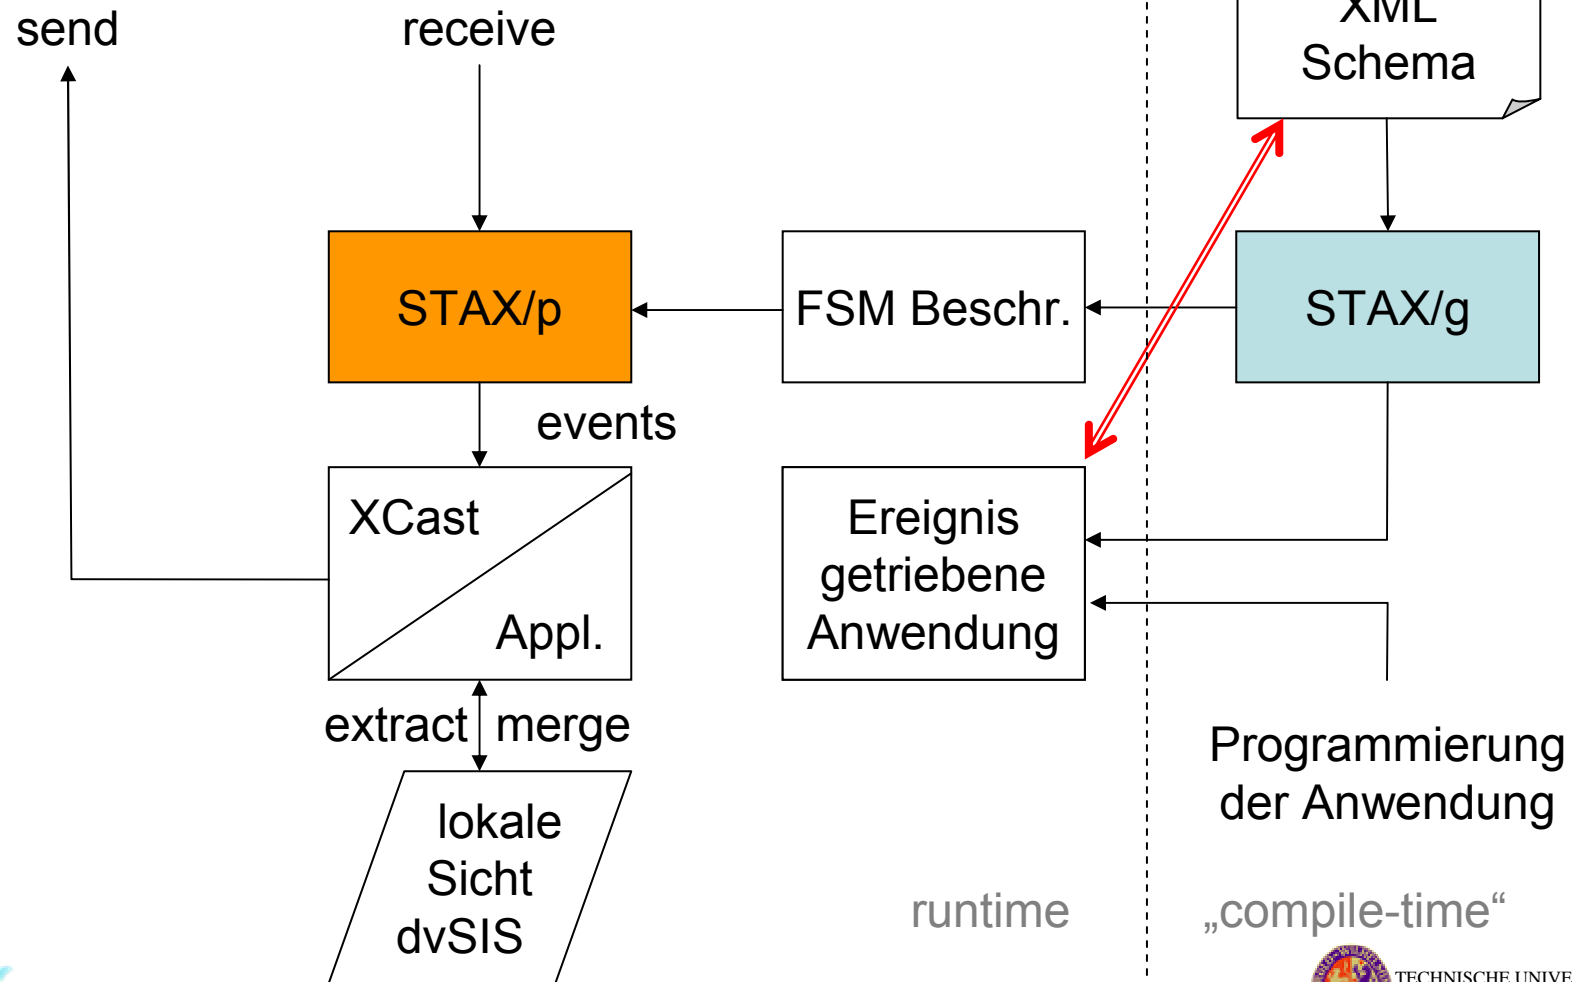 send
receive
XML
Schema
STAX/p
FSM Beschr.
STAX/g
events
XCast
Appl.
Ereignis
getriebene
Anwendung
extract merge
Programmierung
der Anwendung
lokale
Sicht
dvSIS
runtime
„compile-time“
TECHNISCHE